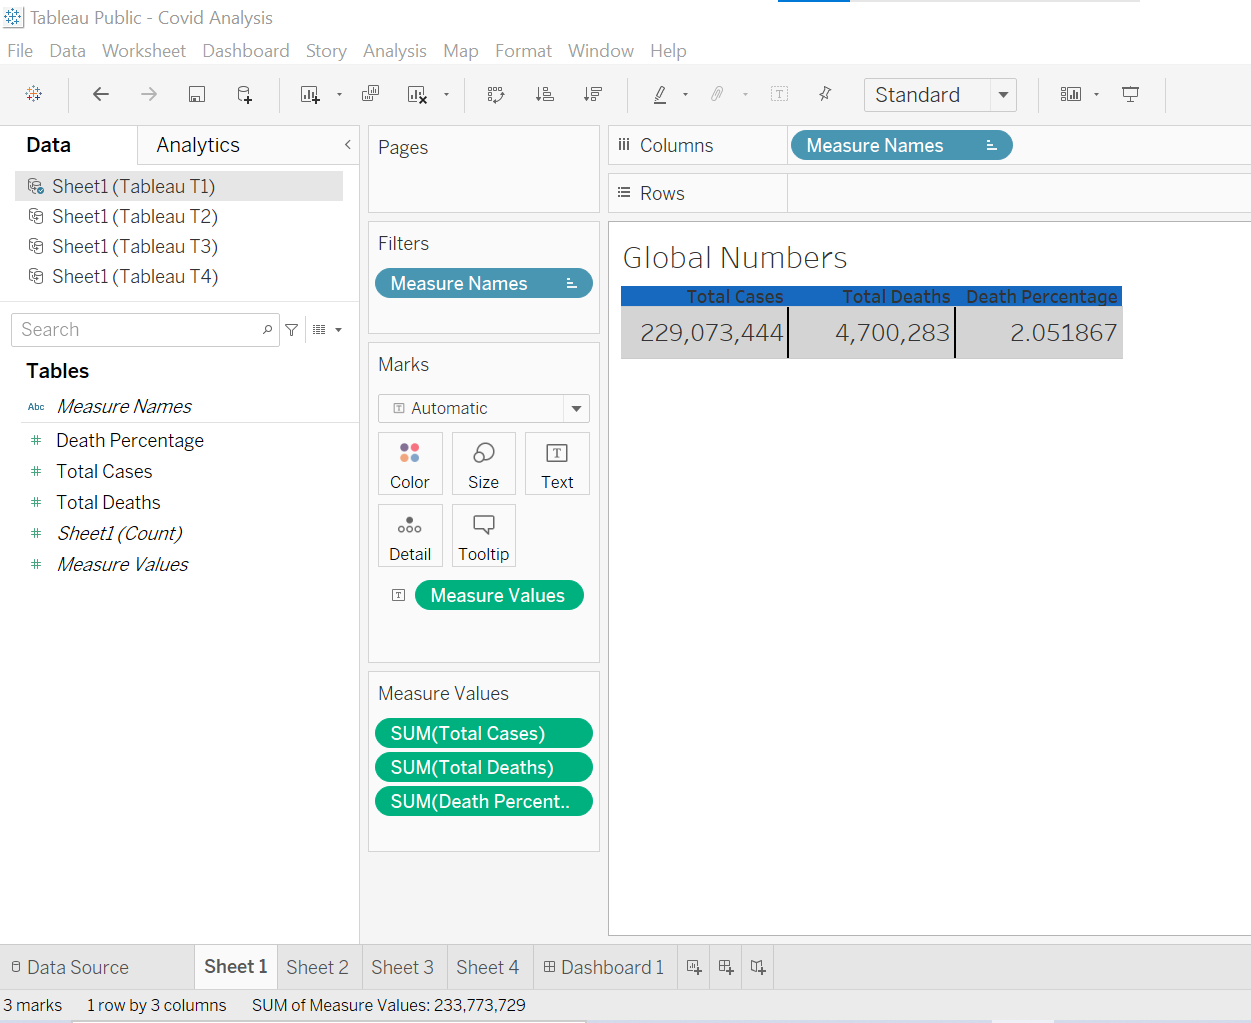 Tableau Public - Covid Analysis
File Data Worksheet Dashboard Story Analysis Map Format Window Help
Standard
Data Analytics
Sheet1 (Tableau T1)
Sheet1 (Tableau T2)
Sheet1 (Tableau T3)
Sheet1 (Tableau T4)
Search
Tables
Abc Measure Names
# Death Percentage
# Total Cases
# Total Deaths
# Sheet1 (Count)
# Measure Values
Pages
Filters
Measure Names
Marks
T Automatic
Color Size Text
Detail Tooltip
T Measure Values
Measure Values
SUM(Total Cases)
SUM(Total Deaths)
SUM(Death Percent..
Columns Measure Names
Rows
Global Numbers
Total Cases Total Deaths Death Percentage
229,073,444 4,700,283 2.051867
Data Source Sheet 1 Sheet 2 Sheet 3 Sheet 4 Dashboard 1
3 marks 1 row by 3 columns SUM of Measure Values: 233,773,729